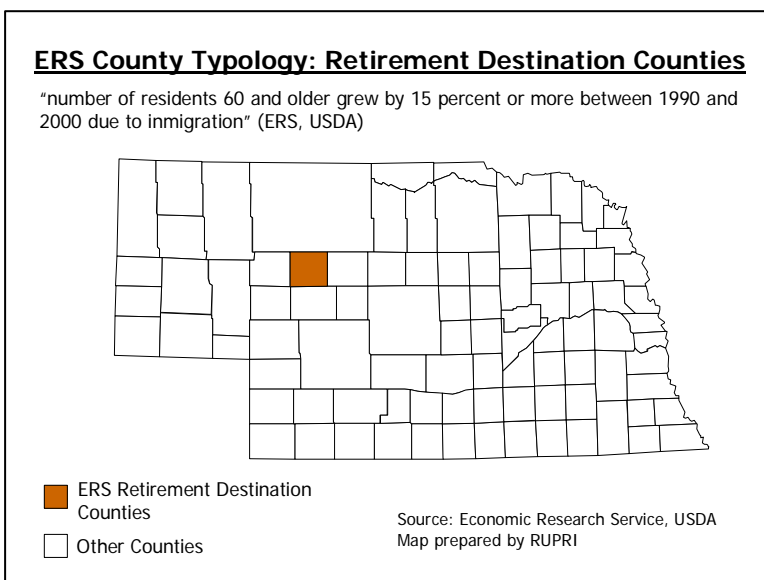 ERS County Typology: Retirement Destination Counties
"number of residents 60 and older grew by 15 percent or more between 1990 and
2000 due to inmigration" (ERS, USDA)
ERS Retirement Destination
Counties
Other Counties
Source: Economic Research Service, USDA
Map prepared by RUPRI